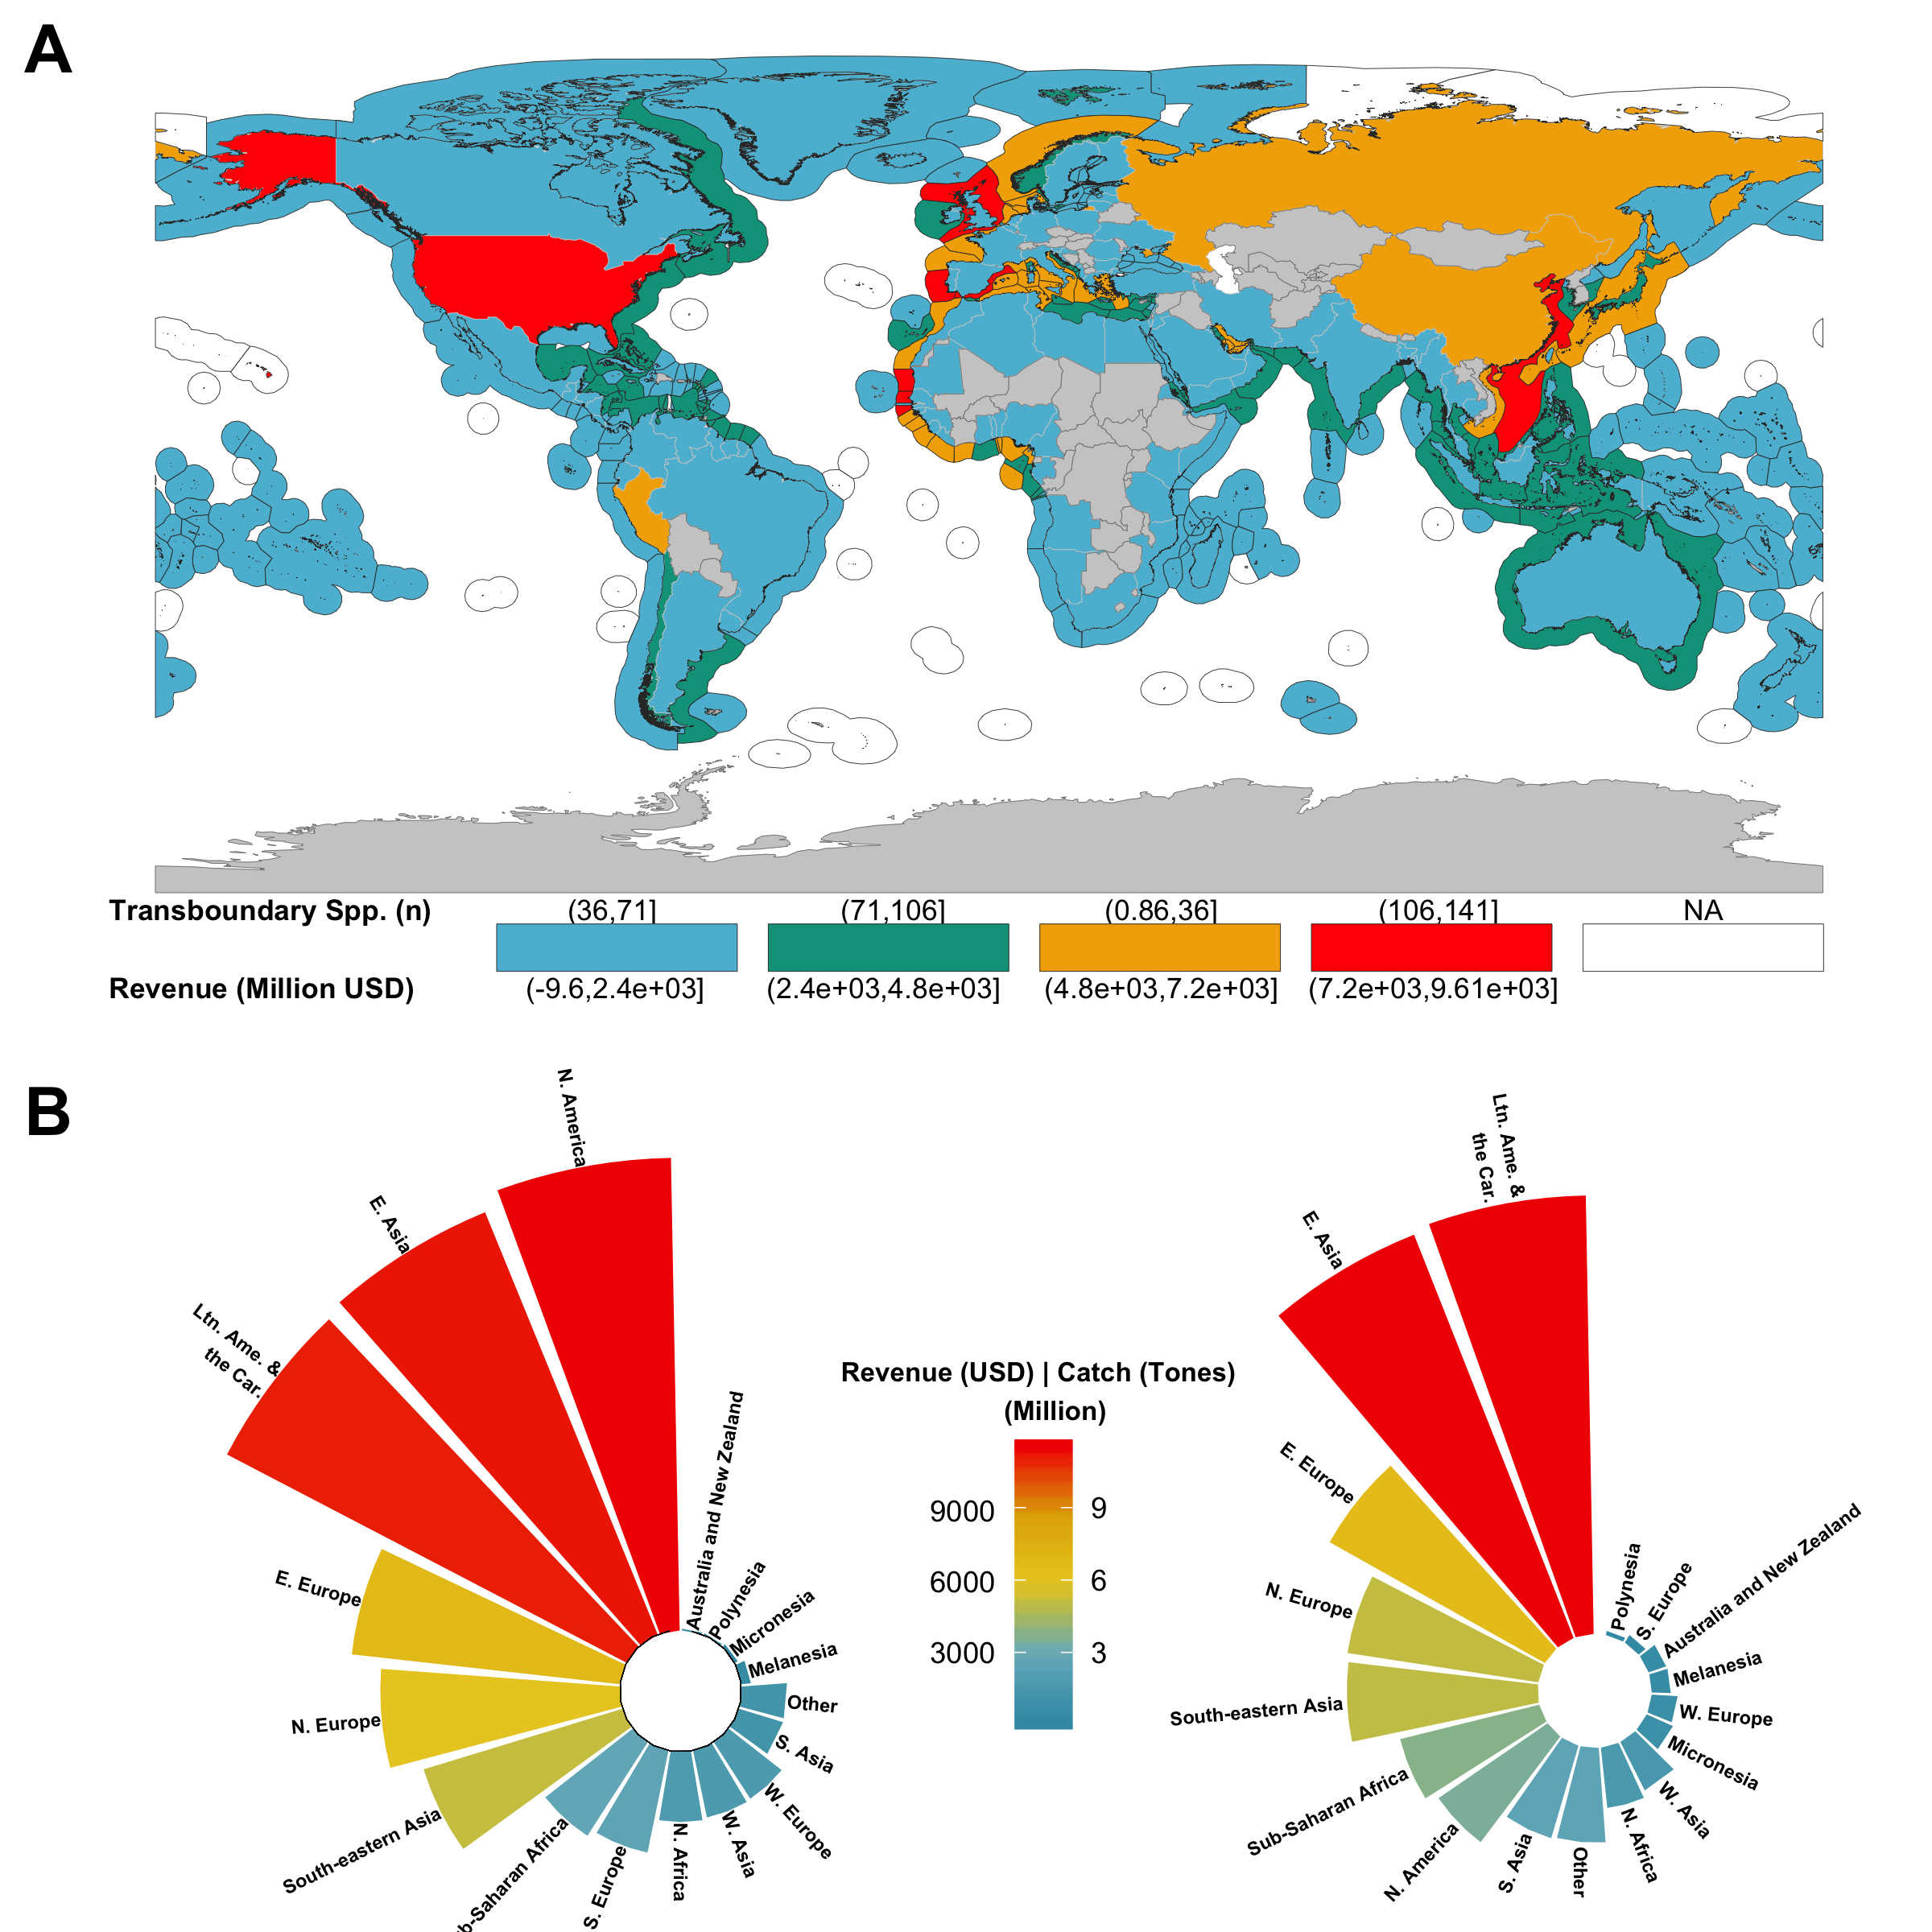 A
Transboundary Spp. (n)
(36,71]
(71,106]
(0.86,36]
(106,141]
NA
Revenue (Million USD)
(-9.6,2.4e+03]
(2.4e+03,4.8e+03]
(4.8e+03,7.2e+03]
(7.2e+03,9.61e+03]
B
N. America
E. Asia
Ltn. Ame. &
the Car.
E. Europe
N. Europe
South-eastern Asia
b-Saharan Africa
S. Europe
N. Africa
W. Asia
W. Europe
S. Asia
Other
Melanesia
Micronesia
Polynesia
Australia and New Zealand
Revenue (USD) | Catch (Tones)
(Million)
9000
9
6000
6
3000
3
Ltn. Ame. &
the Car.
E. Asia
E. Europe
N. Europe
South-eastern Asia
Sub-Saharan Africa
N. America
S. Asia
Other
N. Africa
W. Asia
Micronesia
W. Europe
Melanesia
Australia and New Zealand
S. Europe
Polynesia